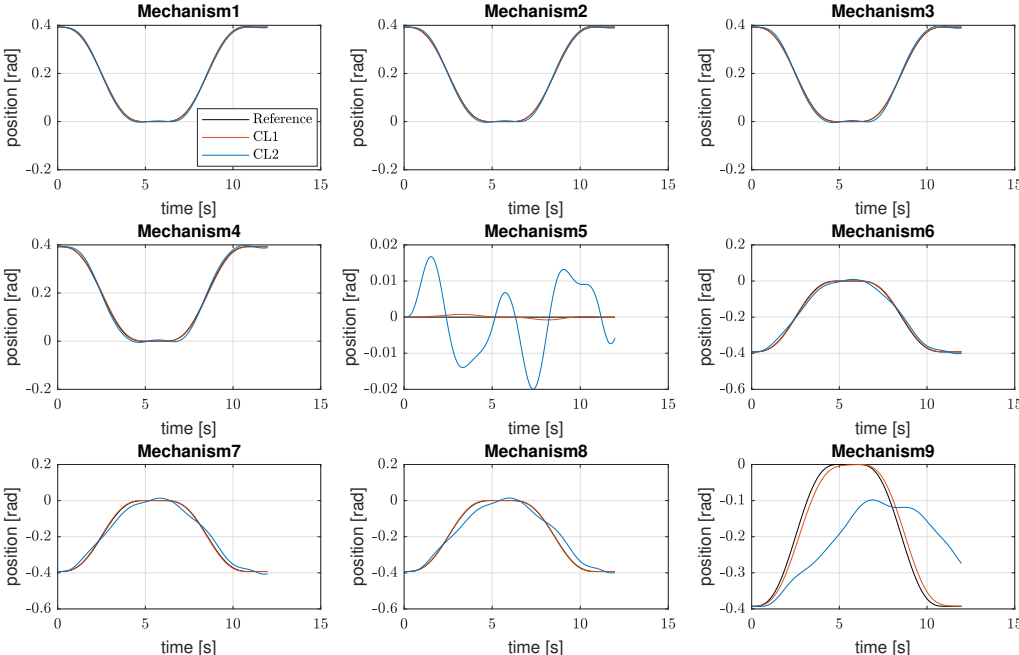 Mechanism1
Mechanism2
Mechanism3
0.4
0.2
0
-0.2
0 5 10 15
position [rad]
time [s]
Reference
CL1
CL2
0.4
0.2
0
-0.2
0 5 10 15
position [rad]
time [s]
0.4
0.2
0
-0.2
0 5 10 15
position [rad]
time [s]
Mechanism4
Mechanism5
Mechanism6
0.4
0.2
0
-0.2
0 5 10 15
position [rad]
time [s]
0.02
0.01
0
-0.01
-0.02
0 5 10 15
position [rad]
time [s]
0.2
0
-0.2
-0.4
-0.6
0 5 10 15
position [rad]
time [s]
Mechanism7
Mechanism8
Mechanism9
0.2
0
-0.2
-0.4
-0.6
0 5 10 15
position [rad]
time [s]
0.2
0
-0.2
-0.4
-0.6
0 5 10 15
position [rad]
time [s]
0
-0.1
-0.2
-0.3
-0.4
0 5 10 15
position [rad]
time [s]